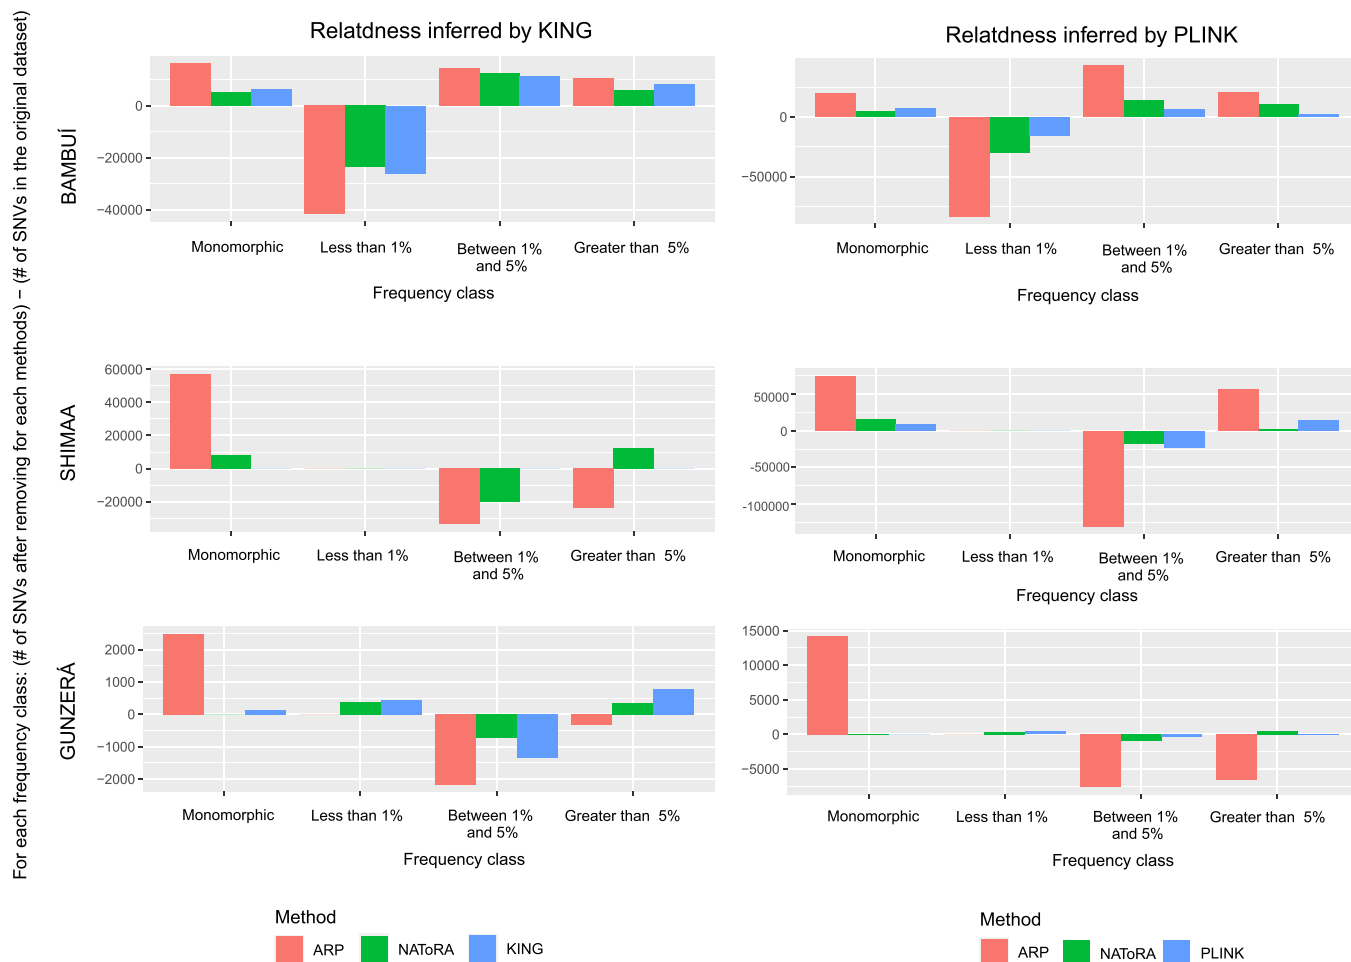 For each frequency class: (# of SNVs after removing for each methods) − (# of SNVs in the original dataset)
Relatdness inferred by KING
BAMBUÍ
0
−20000
−40000
Monomorphic
Less than 1%
Between 1%
and 5%
Greater than 5%
Frequency class
Relatdness inferred by PLINK
0
−50000
Monomorphic
Less than 1%
Between 1%
and 5%
Greater than 5%
Frequency class
SHIMAA
60000
40000
20000
0
−20000
Monomorphic
Less than 1%
Between 1%
and 5%
Greater than 5%
50000
0
-50000
-100000
Monomorphic
Less than 1%
Between 1%
and 5%
Greater than 5%
Frequency class
GUNZERÁ
2000
1000
0
−1000
−2000
Monomorphic
Less than 1%
Between 1%
and 5%
Greater than 5%
Frequency class
15000
10000
5000
0
−5000
Monomorphic
Less than 1%
Between 1%
and 5%
Greater than 5%
Frequency class
Method
ARP
NAToRA
KING
Method
ARP
NAToRA
PLINK